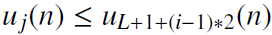 u_j(n) ≤ u_{L+1+(i−1)∗2}(n)